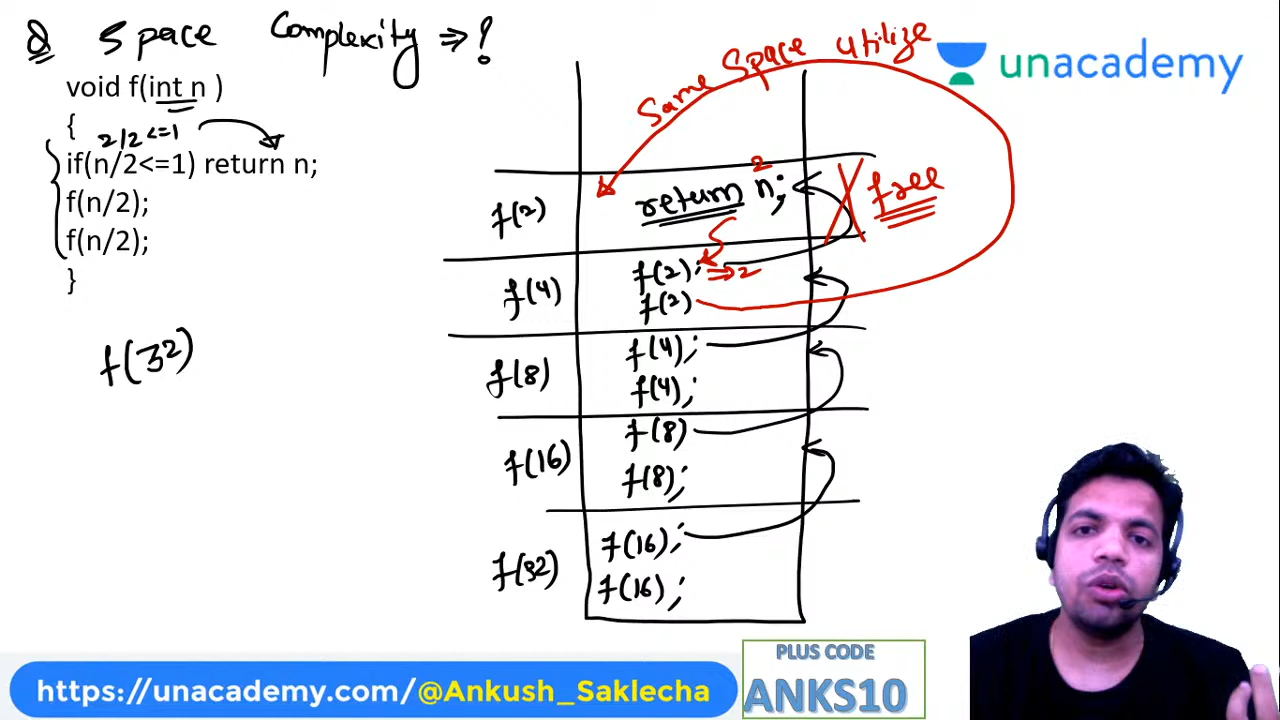 Q Space Complexity ⇒ !
void f(int n )
{
2/2 <=1
if(n/2<=1) return n;
f(n/2);
f(n/2);
}
f(32)
Same Space utilize
unacademy
f(2)
return n;
2
free
f(4)
f(2);
⇒2
f(2)
f(8)
f(4);
f(4);
f(16)
f(8)
f(8);
f(32)
f(16);
f(16);
https://unacademy.com/@Ankush_Saklecha
PLUS CODE
ANKS10